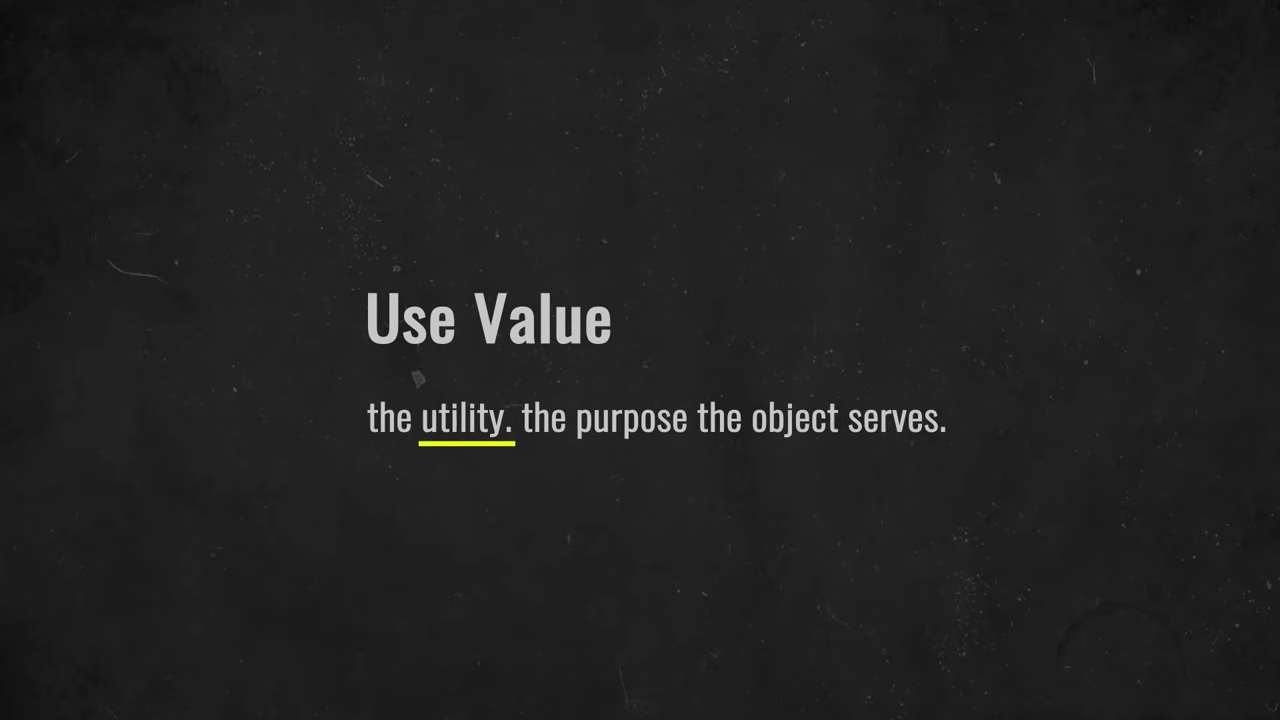 Use Value
the utility. the purpose the object serves.